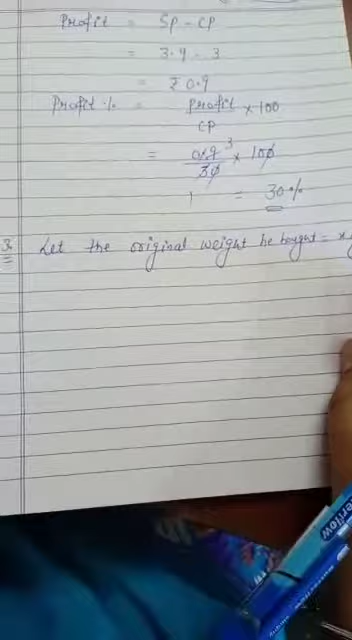 Profit = SP - CP
= 3.9 - 3
= ₹ 0.9
Profit % = profit/CP × 100
= 0.9/30 × 100 3
= 30%
3. Let the original weight he bought = x